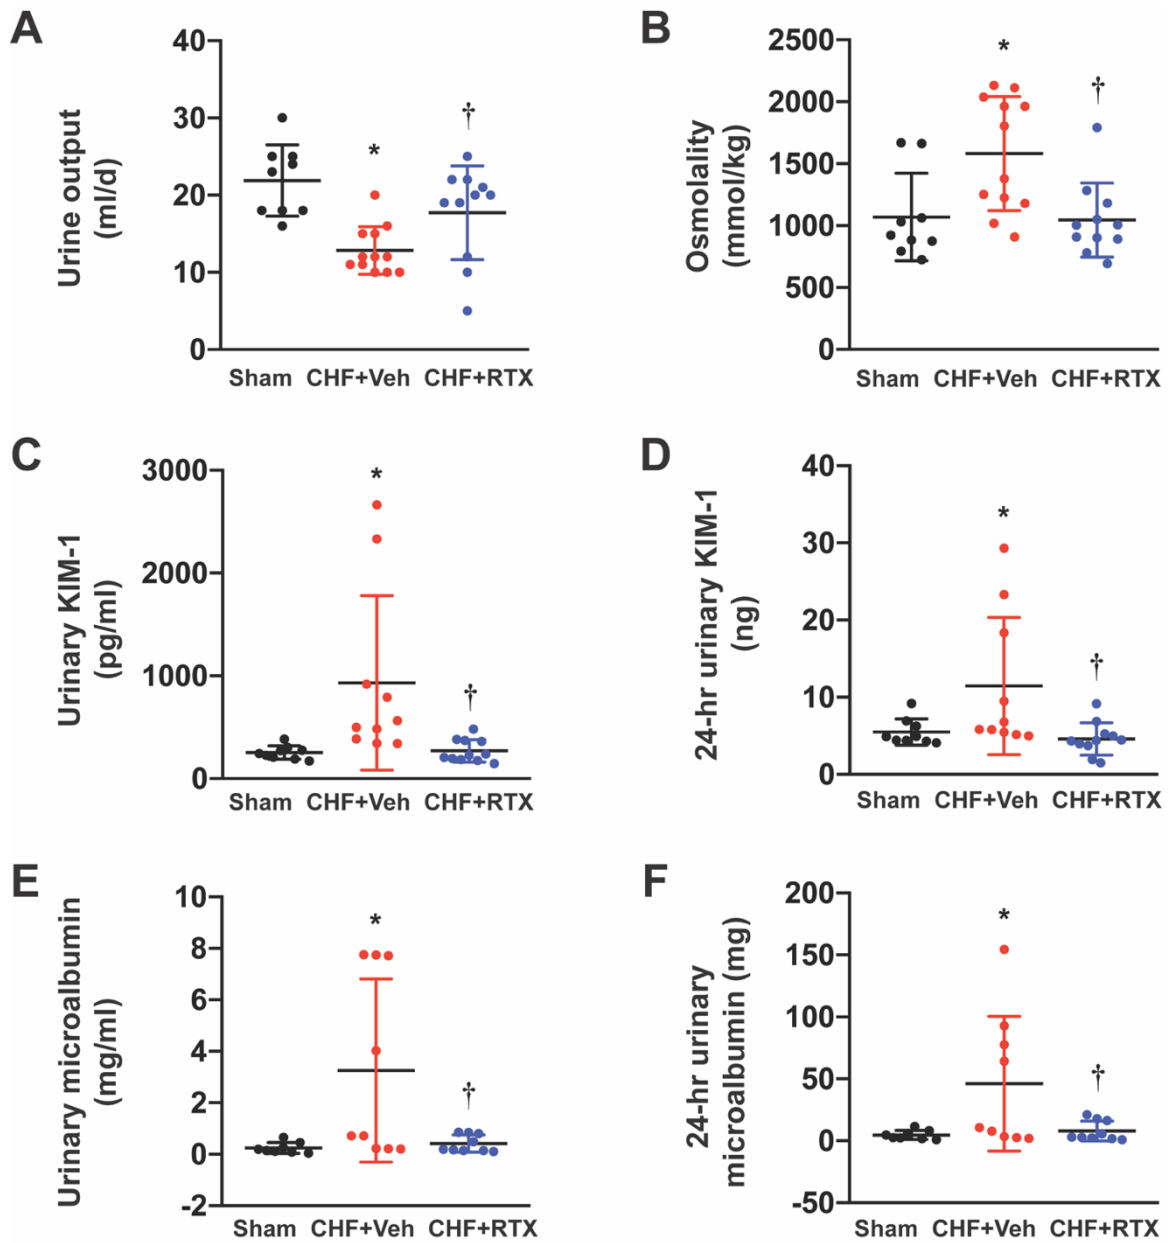 A
Urine output
(ml/d)
40
30
20
10
0
*
†
Sham CHF+Veh CHF+RTX
B
Osmolality
(mmol/kg)
2500
2000
1500
1000
500
0
*
†
Sham CHF+Veh CHF+RTX
C
Urinary KIM-1
(pg/ml)
3000
2000
1000
0
*
†
Sham CHF+Veh CHF+RTX
D
24-hr urinary KIM-1
(ng)
40
30
20
10
0
*
†
Sham CHF+Veh CHF+RTX
E
Urinary microalbumin
(mg/ml)
10
8
6
4
2
0
-2
*
†
Sham CHF+Veh CHF+RTX
F
24-hr urinary
microalbumin (mg)
200
150
100
50
0
-50
*
†
Sham CHF+Veh CHF+RTX